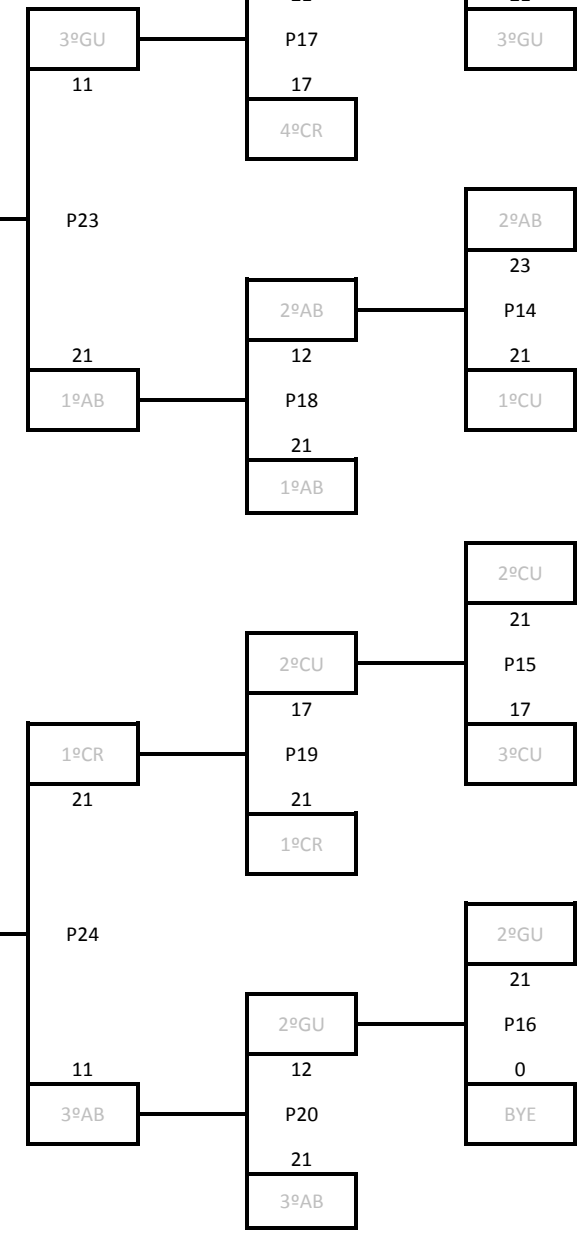 3ºGU P17 3ºGU
11 17
4ºCR
P23 2ºAB
23
2ºAB P14
21 12 21
1ºAB P18 1ºCU
21
1ºAB
2ºCU
21
2ºCU P15
17 17
1ºCR P19 3ºCU
21 21
1ºCR
P24 2ºGU
21
2ºGU P16
11 12 0
3ºAB P20 BYE
21
3ºAB